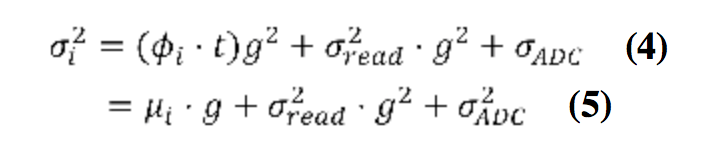 σ_i^2 = (ϕ_i · t)g^2 + σ_read^2 · g^2 + σ_ADC (4)
= μ_i · g + σ_read^2 · g^2 + σ_ADC^2 (5)